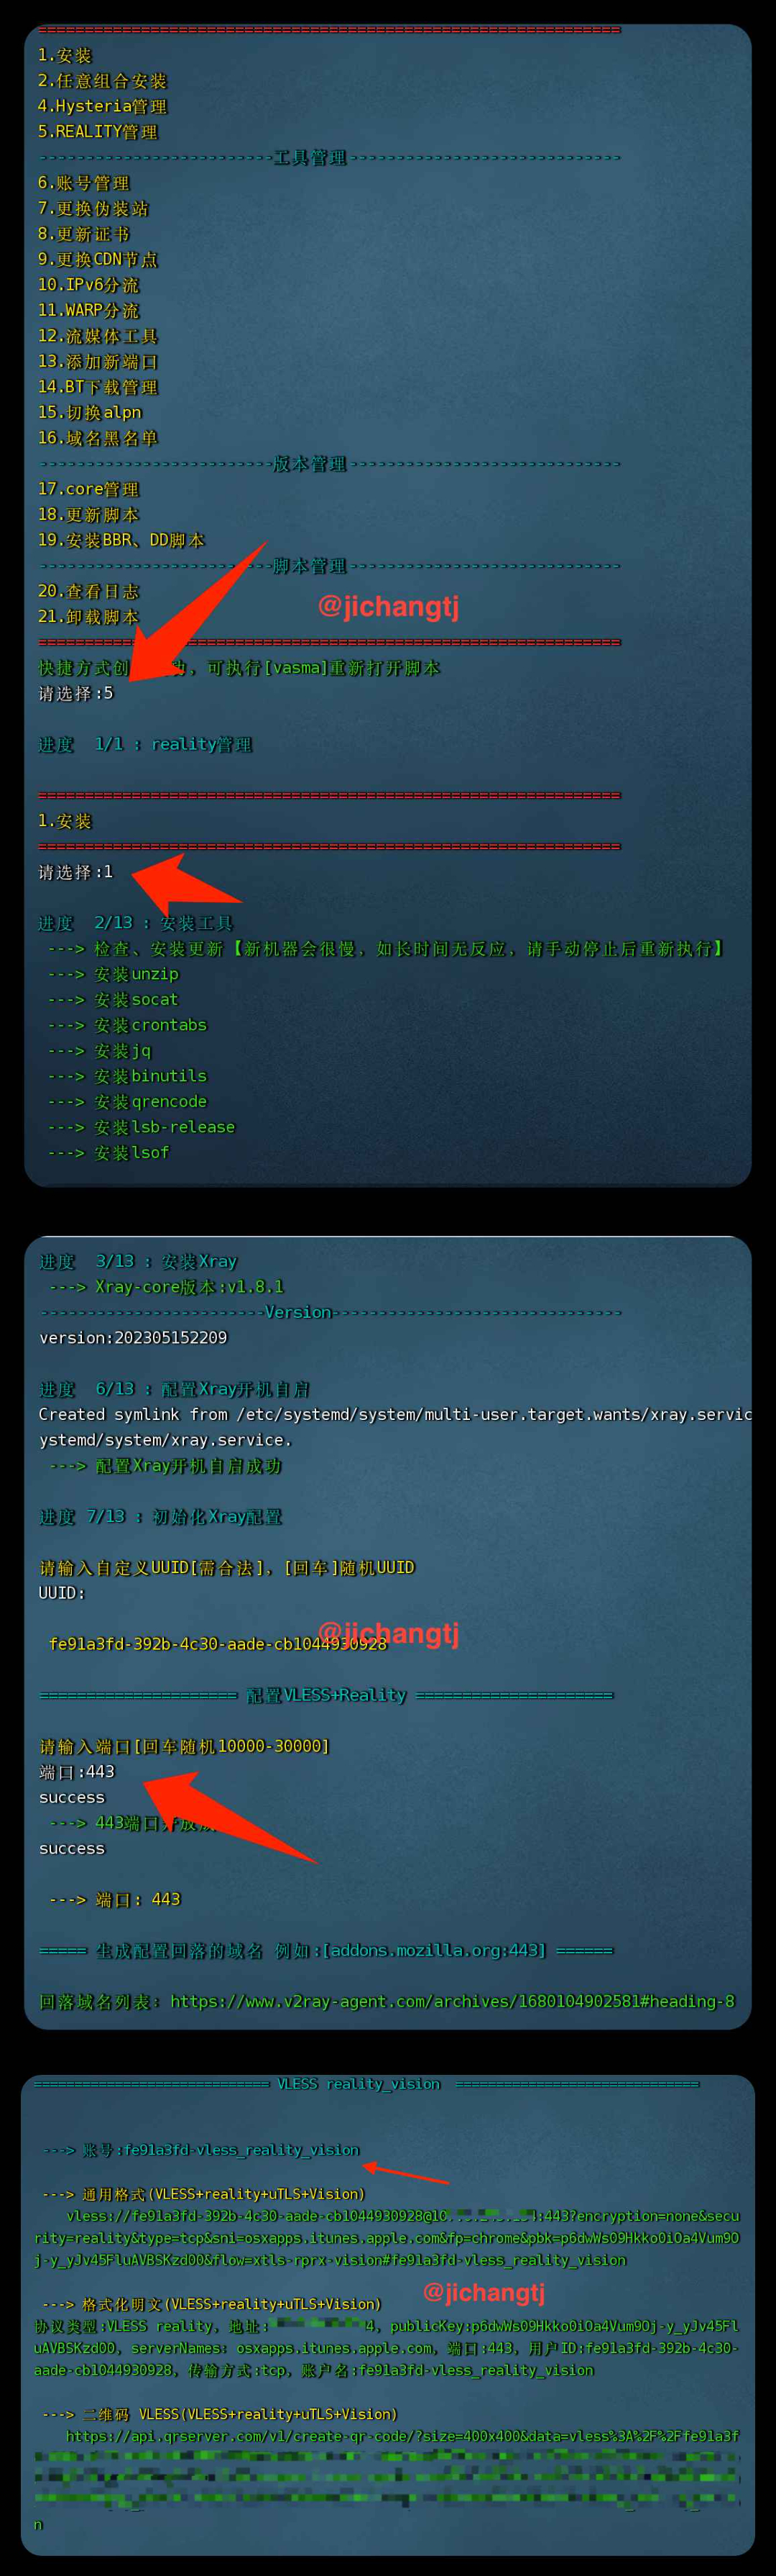 ==============================================================
1.安装
2.任意组合安装
4.Hysteria管理
5.REALITY管理
-------------------------工具管理-----------------------------
6.账号管理
7.更换伪装站
8.更新证书
9.更换CDN节点
10.IPv6分流
11.WARP分流
12.流媒体工具
13.添加新端口
14.BT下载管理
15.切换alpn
16.域名黑名单
-------------------------版本管理-----------------------------
17.core管理
18.更新脚本
19.安装BBR、DD脚本
-------------------------脚本管理-----------------------------
20.查看日志
21.卸载脚本
@jichangtj
==============================================================
快捷方式创 ，可执行[vasma]重新打开脚本
请选择:5
进度  1/1 : reality管理
==============================================================
1.安装
==============================================================
请选择:1
进度  2/13 : 安装工具
 ---> 检查、安装更新【新机器会很慢，如长时间无反应，请手动停止后重新执行】
 ---> 安装unzip
 ---> 安装socat
 ---> 安装crontabs
 ---> 安装jq
 ---> 安装binutils
 ---> 安装qrencode
 ---> 安装lsb-release
 ---> 安装lsof
进度  3/13 : 安装Xray
 ---> Xray-core版本:v1.8.1
------------------------Version-------------------------------
version:202305152209
进度  6/13 : 配置Xray开机自启
Created symlink from /etc/systemd/system/multi-user.target.wants/xray.servic
ystemd/system/xray.service.
 ---> 配置Xray开机自启成功
进度 7/13 : 初始化Xray配置
请输入自定义UUID[需合法]，[回车]随机UUID
UUID:
@jichangtj
 fe91a3fd-392b-4c30-aade-cb1044930928
===================== 配置VLESS+Reality =====================
请输入端口[回车随机10000-30000]
端口:443
success
 ---> 443端口开放
success
 ---> 端口: 443
===== 生成配置回落的域名 例如:[addons.mozilla.org:443] ======
回落域名列表: https://www.v2ray-agent.com/archives/1680104902581#heading-8
============================= VLESS reality_vision ==============================
 ---> 账号:fe91a3fd-vless_reality_vision
 ---> 通用格式(VLESS+reality+uTLS+Vision)
    vless://fe91a3fd-392b-4c30-aade-cb1044930928@10 :443?encryption=none&secu
rity=reality&type=tcp&sni=osxapps.itunes.apple.com&fp=chrome&pbk=p6dwWs09Hkko0iOa4Vum9O
j-y_yJv45FluAVBSKzd00&flow=xtls-rprx-vision#fe91a3fd-vless_reality_vision
@jichangtj
 ---> 格式化明文(VLESS+reality+uTLS+Vision)
协议类型:VLESS reality，地址: 4，publicKey:p6dwWs09Hkko0iOa4Vum9Oj-y_yJv45Fl
uAVBSKzd00，serverNames: osxapps.itunes.apple.com，端口:443，用户ID:fe91a3fd-392b-4c30-
aade-cb1044930928，传输方式:tcp，账户名:fe91a3fd-vless_reality_vision
 ---> 二维码 VLESS(VLESS+reality+uTLS+Vision)
    https://api.qrserver.com/v1/create-qr-code/?size=400x400&data=vless%3A%2F%2Ffe91a3f
n